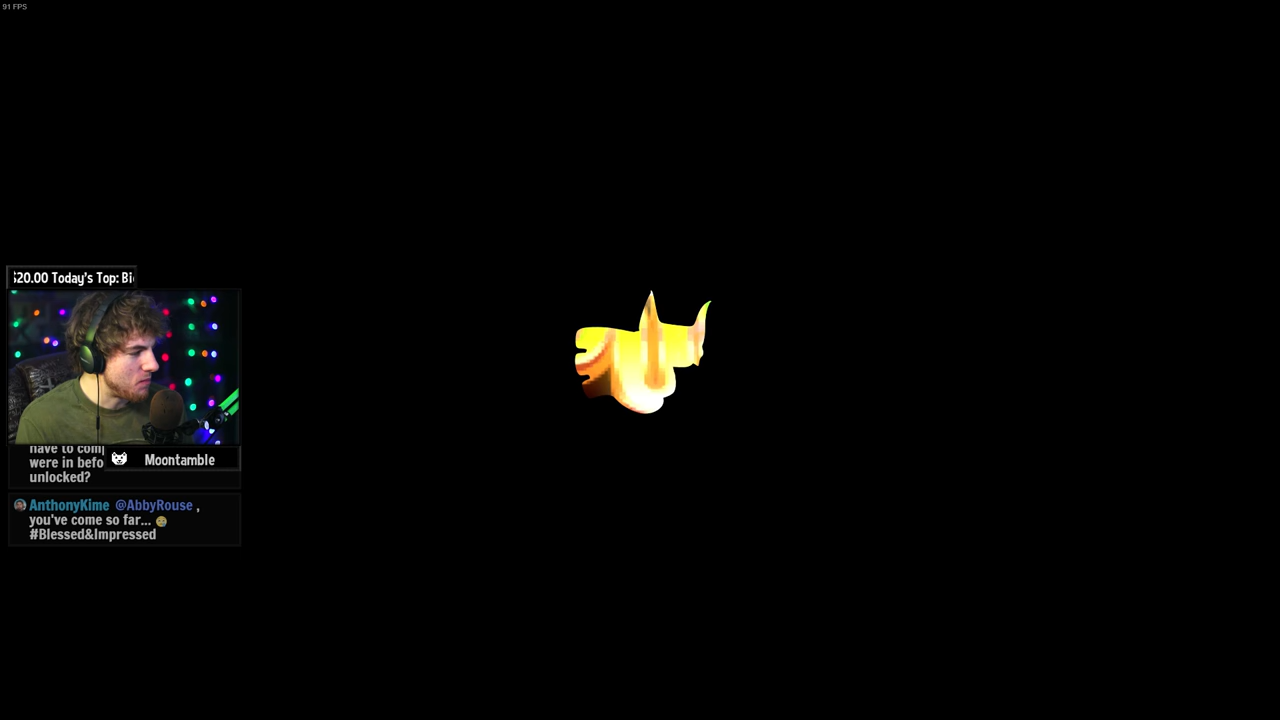 91 FPS
$20.00 Today's Top: Bi
have to com
were in befo
unlocked?
Moontamble
AnthonyKime @AbbyRouse ,
you've come so far...
#Blessed&Impressed